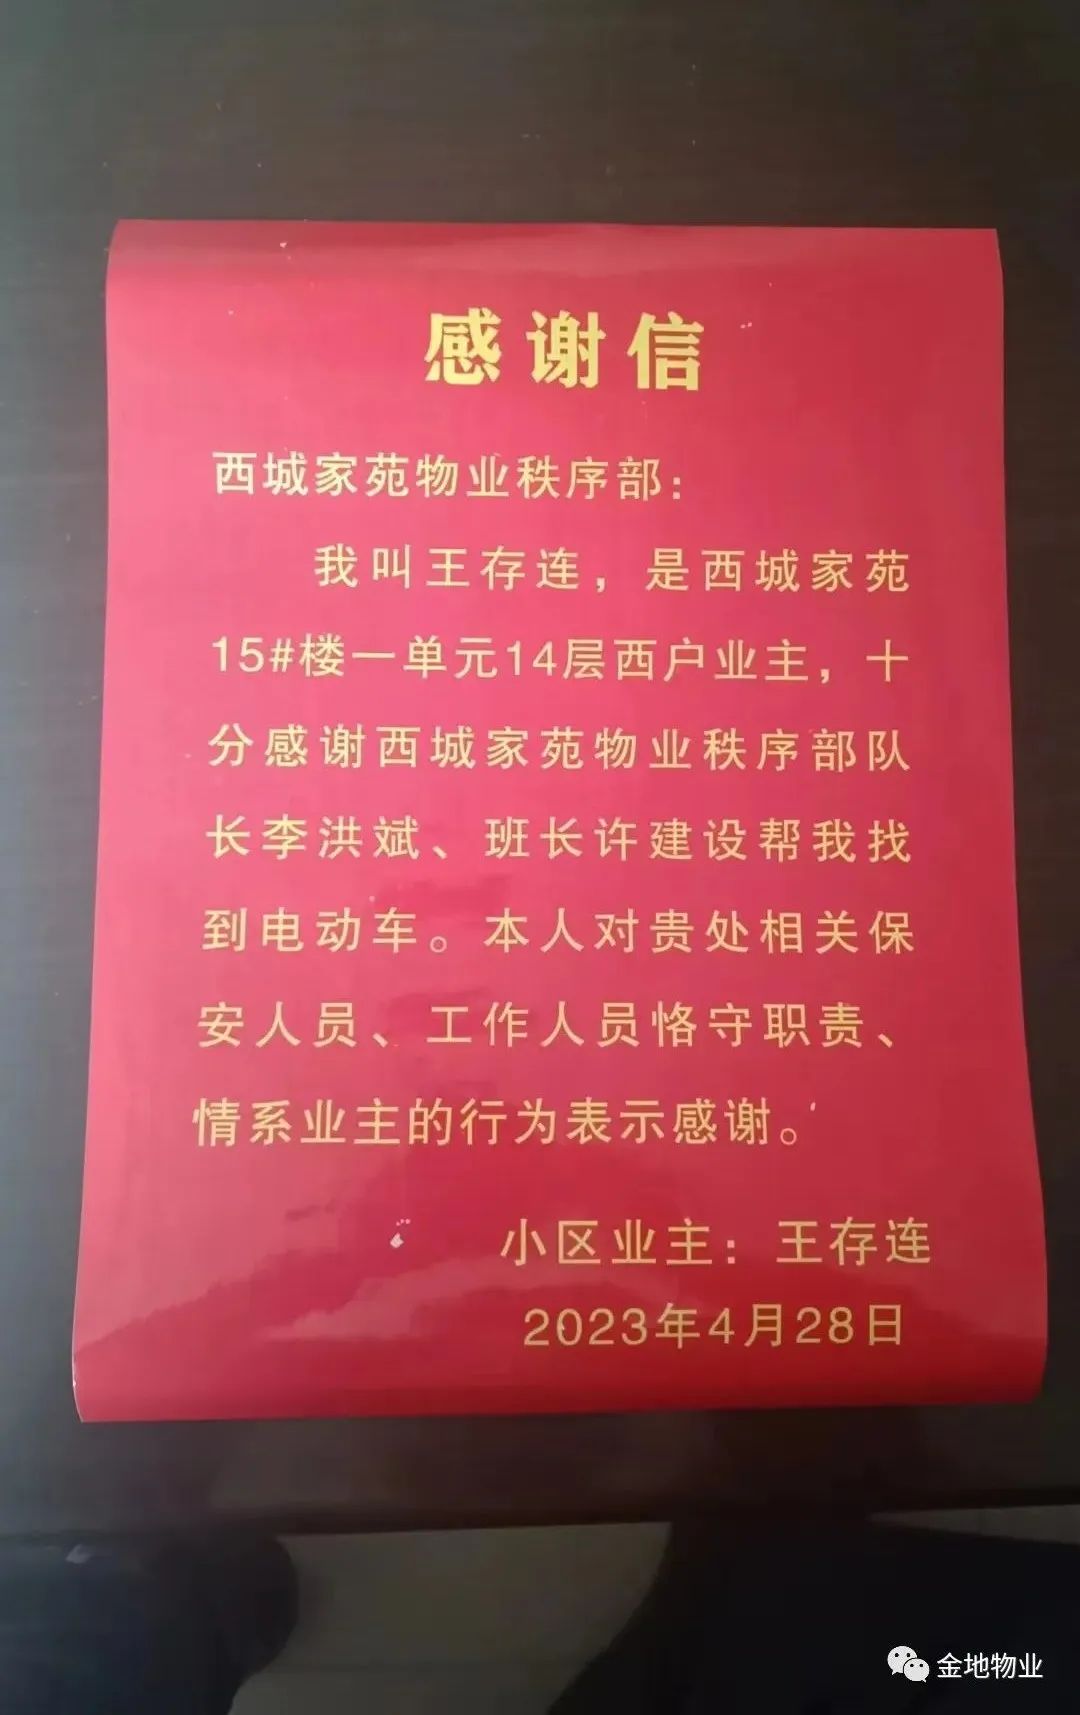 感谢信
西城家苑物业秩序部:
我叫王存连，是西城家苑
15#楼一单元14层西户业主，十
分感谢西城家苑物业秩序部队
长李洪斌、班长许建设帮我找
到电动车。本人对贵处相关保
安人员、工作人员恪守职责、
情系业主的行为表示感谢。
小区业主：王存连
2023年4月28日
金地物业